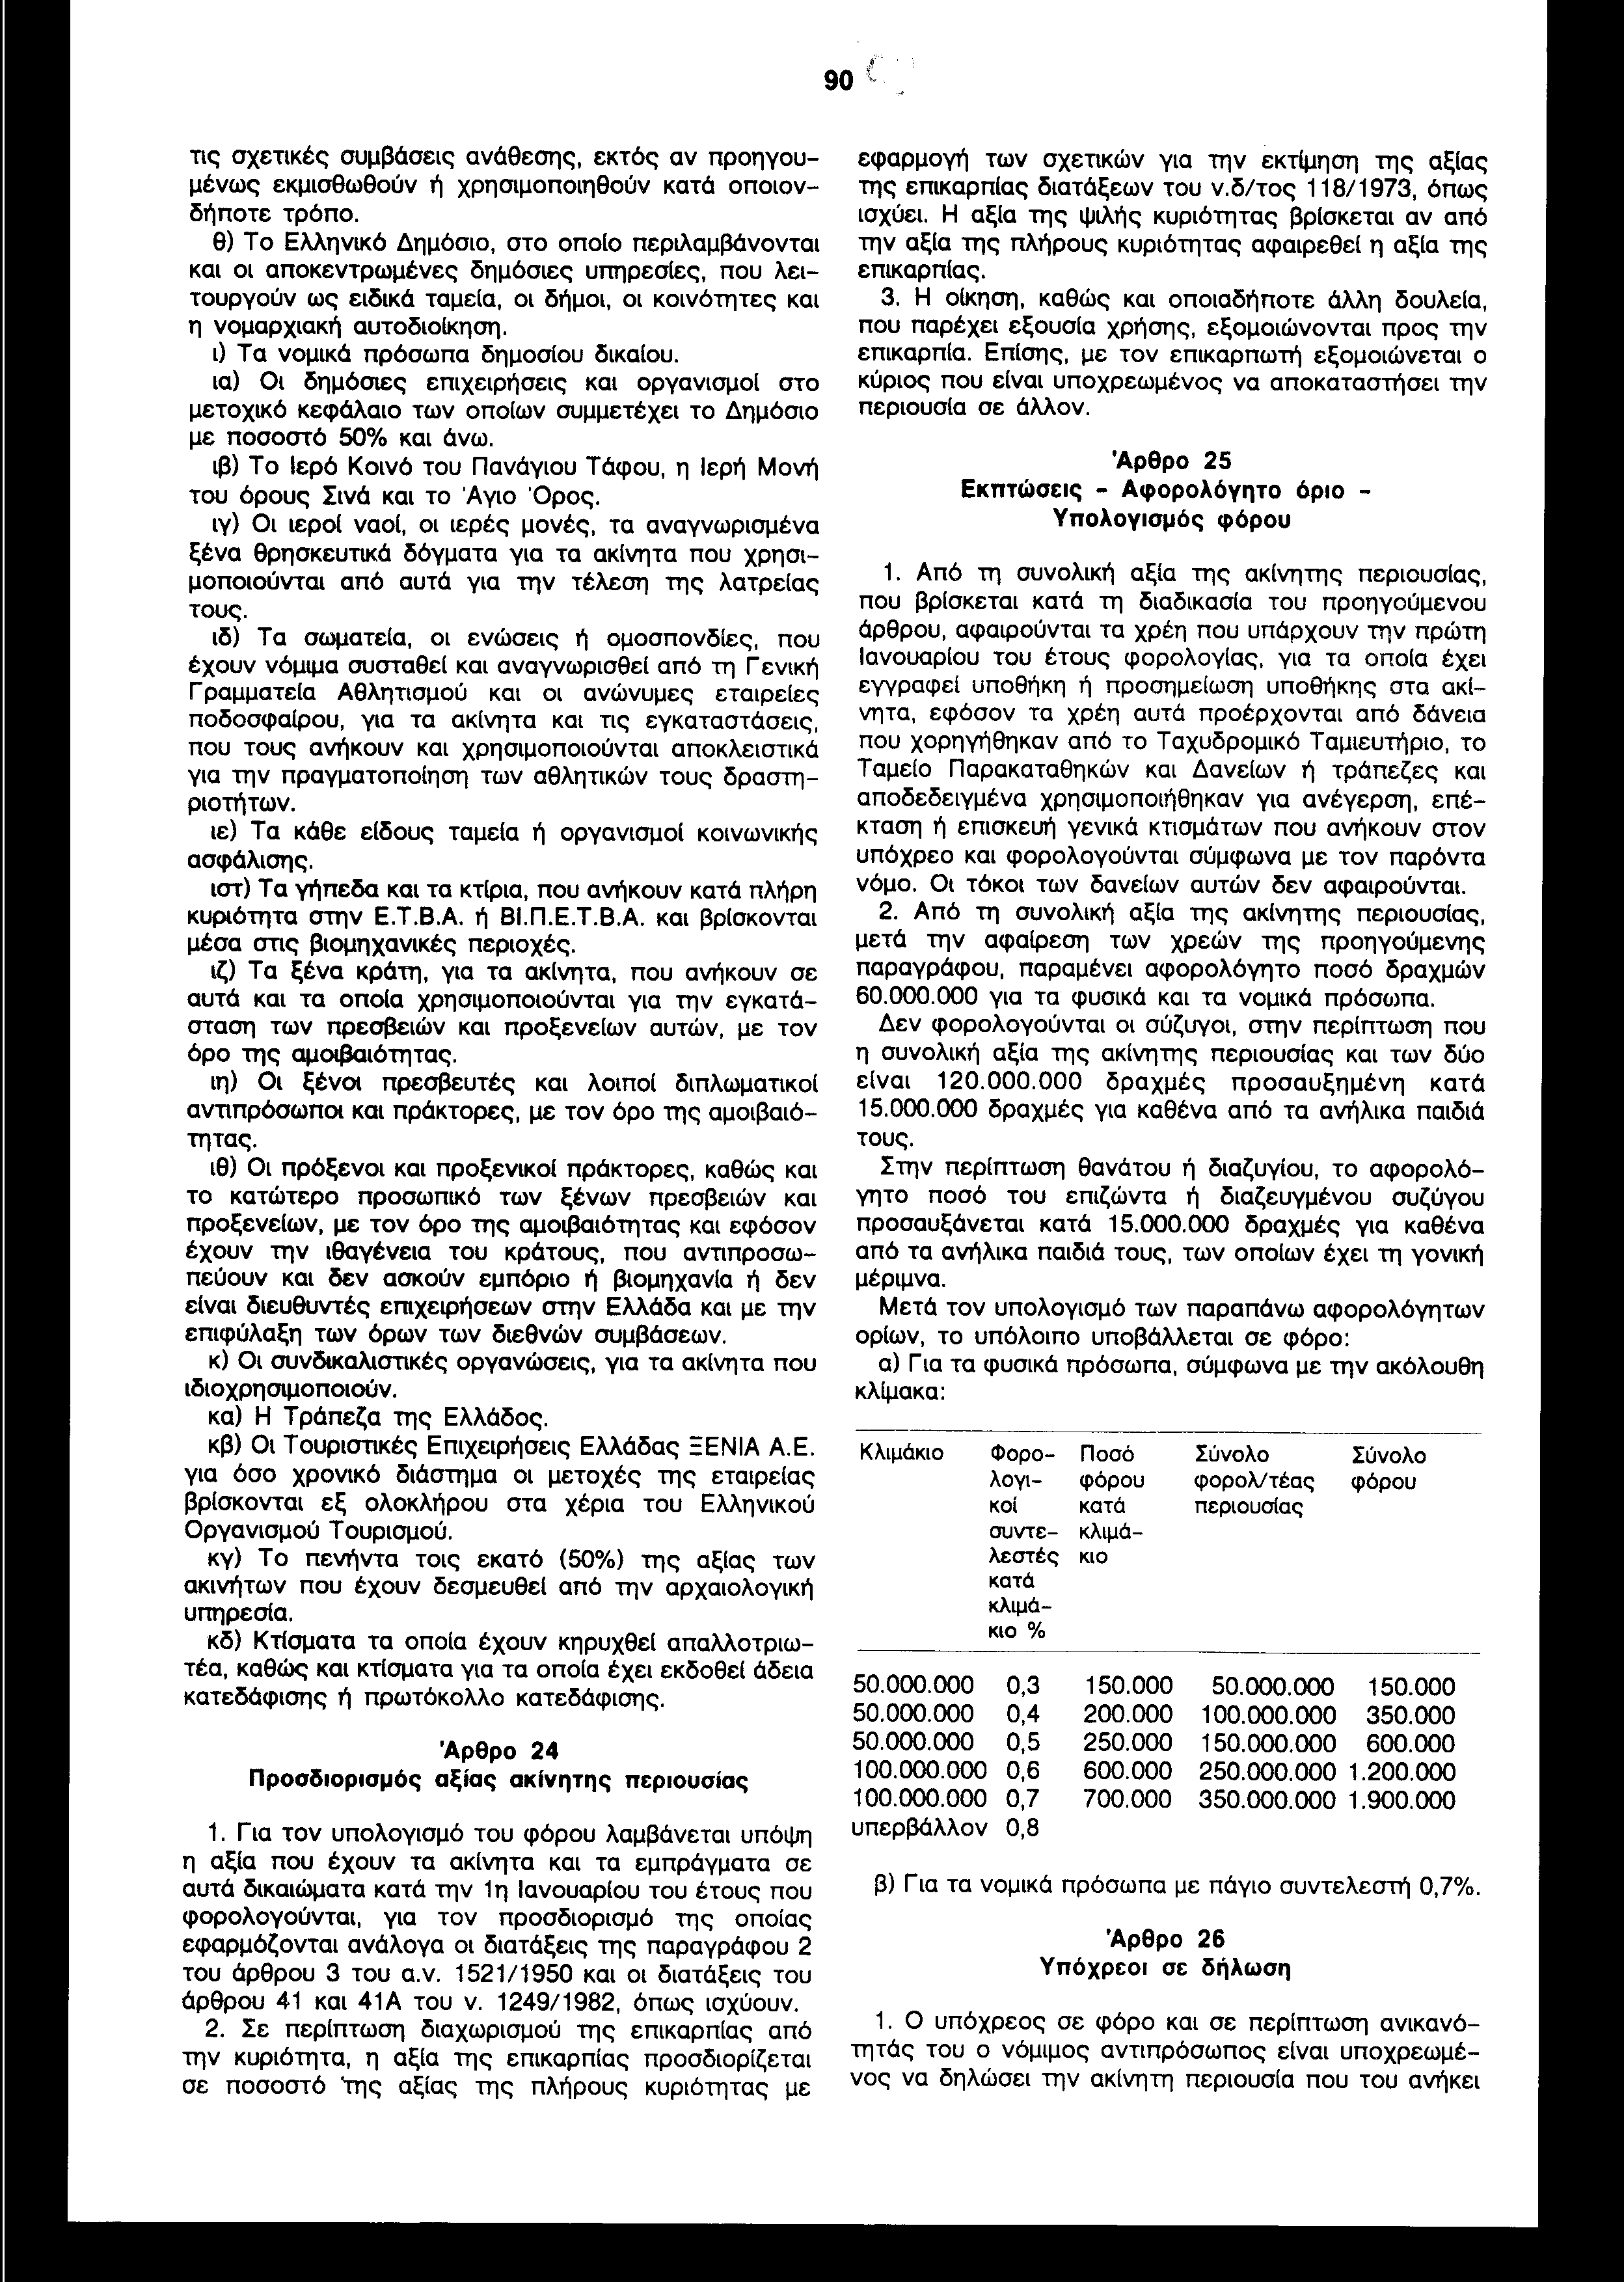 90
τις σχετικές συμβάσεις ανάθεσης, εκτός αν προηγου-
μένως εκμισθωθούν ή χρησιμοποιηθούν κατά οποιον-
δήποτε τρόπο.
θ) Το Ελληνικό Δημόσιο, στο οποίο περιλαμβάνονται
και οι αποκεντρωμένες δημόσιες υπηρεσίες, που λει-
τουργούν ως ειδικά ταμεία, οι δήμοι, οι κοινότητες και
η νομαρχιακή αυτοδιοίκηση.
ι) Τα νομικά πρόσωπα δημοσίου δικαίου.
ια) Οι δημόσιες επιχειρήσεις και οργανισμοί στο
μετοχικό κεφάλαιο των οποίων συμμετέχει το Δημόσιο
με ποσοστό 50% και άνω.
ιβ) Το Ιερό Κοινό του Πανάγιου Τάφου, η Ιερή Μονή
του όρους Σινά και το 'Αγιο 'Ορος.
ιγ) Οι ιεροί ναοί, οι ιερές μονές, τα αναγνωρισμένα
ξένα θρησκευτικά δόγματα για τα ακίνητα που χρησι-
μοποιούνται από αυτά για την τέλεση της λατρείας
τους.
ιδ) Τα σωματεία, οι ενώσεις ή ομοσπονδίες, που
έχουν νόμιμα συσταθεί και αναγνωρισθεί από τη Γενική
Γραμματεία Αθλητισμού και οι ανώνυμες εταιρείες
ποδοσφαίρου, για τα ακίνητα και τις εγκαταστάσεις,
που τους ανήκουν και χρησιμοποιούνται αποκλειστικά
για την πραγματοποίηση των αθλητικών τους δραστη-
ριοτήτων.
ιε) Τα κάθε είδους ταμεία ή οργανισμοί κοινωνικής
ασφάλισης.
ιστ) Τα γήπεδα και τα κτίρια, που ανήκουν κατά πλήρη
κυριότητα στην Ε.Τ.Β.Α. ή ΒΙ.Π.Ε.Τ.Β.Α. και βρίσκονται
μέσα στις βιομηχανικές περιοχές.
ιζ) Τα ξένα κράτη, για τα ακίνητα, που ανήκουν σε
αυτά και τα οποία χρησιμοποιούνται για την εγκατά-
σταση των πρεσβειών και προξενείων αυτών, με τον
όρο της αμοιβαιότητας.
ιη) Οι ξένοι πρεσβευτές και λοιποί διπλωματικοί
αντιπρόσωποι και πράκτορες, με τον όρο της αμοιβαιό-
τητας.
ιθ) Οι πρόξενοι και προξενικοί πράκτορες, καθώς και
το κατώτερο προσωπικό των ξένων πρεσβειών και
προξενείων, με τον όρο της αμοιβαιότητας και εφόσον
έχουν την ιθαγένεια του κράτους, που αντιπροσω-
πεύουν και δεν ασκούν εμπόριο ή βιομηχανία ή δεν
είναι διευθυντές επιχειρήσεων στην Ελλάδα και με την
επιφύλαξη των όρων των διεθνών συμβάσεων.
κ) Οι συνδικαλιστικές οργανώσεις, για τα ακίνητα που
ιδιοχρησιμοποιούν.
κα) Η Τράπεζα της Ελλάδος.
κβ) Οι Τουριστικές Επιχειρήσεις Ελλάδας ΞΕΝΙΑ Α.Ε.
για όσο χρονικό διάστημα οι μετοχές της εταιρείας
βρίσκονται εξ ολοκλήρου στα χέρια του Ελληνικού
Οργανισμού Τουρισμού.
κγ) Το πενήντα τοις εκατό (50%) της αξίας των
ακινήτων που έχουν δεσμευθεί από την αρχαιολογική
υπηρεσία.
κδ) Κτίσματα τα οποία έχουν κηρυχθεί απαλλοτριω-
τέα, καθώς και κτίσματα για τα οποία έχει εκδοθεί άδεια
κατεδάφισης ή πρωτόκολλο κατεδάφισης.
'Αρθρο 24
Προσδιορισμός αξίας ακίνητης περιουσίας
1. Για τον υπολογισμό του φόρου λαμβάνεται υπόψη
η αξία που έχουν τα ακίνητα και τα εμπράγματα σε
αυτά δικαιώματα κατά την 1η Ιανουαρίου του έτους που
φορολογούνται, για τον προσδιορισμό της οποίας
εφαρμόζονται ανάλογα οι διατάξεις της παραγράφου 2
του άρθρου 3 του α.ν. 1521/1950 και οι διατάξεις του
άρθρου 41 και 41Α του ν. 1249/1982, όπως ισχύουν.
2. Σε περίπτωση διαχωρισμού της επικαρπίας από
την κυριότητα, η αξία της επικαρπίας προσδιορίζεται
σε ποσοστό 'της αξίας της πλήρους κυριότητας με
εφαρμογή των σχετικών για την εκτίμηση της αξίας
της επικαρπίας διατάξεων του ν.δ/τος 118/1973, όπως
ισχύει. Η αξία της ψιλής κυριότητας βρίσκεται αν από
την αξία της πλήρους κυριότητας αφαιρεθεί η αξία της
επικαρπίας.
3. Η οίκηση, καθώς και οποιαδήποτε άλλη δουλεία,
που παρέχει εξουσία χρήσης, εξομοιώνονται προς την
επικαρπία. Επίσης, με τον επικαρπωτή εξομοιώνεται ο
κύριος που είναι υποχρεωμένος να αποκαταστήσει την
περιουσία σε άλλον.
'Αρθρο 25
Εκπτώσεις - Αφορολόγητο όριο -
Υπολογισμός φόρου
1. Από τη συνολική αξία της ακίνητης περιουσίας,
που βρίσκεται κατά τη διαδικασία του προηγούμενου
άρθρου, αφαιρούνται τα χρέη που υπάρχουν την πρώτη
Ιανουαρίου του έτους φορολογίας, για τα οποία έχει
εγγραφεί υποθήκη ή προσημείωση υποθήκης στα ακί-
νητα, εφόσον τα χρέη αυτά προέρχονται από δάνεια
που χορηγήθηκαν από το Ταχυδρομικό Ταμιευτήριο, το
Ταμείο Παρακαταθηκών και Δανείων ή τράπεζες και
αποδεδειγμένα χρησιμοποιήθηκαν για ανέγερση, επέ-
κταση ή επισκευή γενικά κτισμάτων που ανήκουν στον
υπόχρεο και φορολογούνται σύμφωνα με τον παρόντα
νόμο. Οι τόκοι των δανείων αυτών δεν αφαιρούνται.
2. Από τη συνολική αξία της ακίνητης περιουσίας,
μετά την αφαίρεση των χρεών της προηγούμενης
παραγράφου, παραμένει αφορολόγητο ποσό δραχμών
60.000.000 για τα φυσικά και τα νομικά πρόσωπα.
Δεν φορολογούνται οι σύζυγοι, στην περίπτωση που
η συνολική αξία της ακίνητης περιουσίας και των δύο
είναι 120.000.000 δραχμές προσαυξημένη κατά
15.000.000 δραχμές για καθένα από τα ανήλικα παιδιά
τους.
Στην περίπτωση θανάτου ή διαζυγίου, το αφορολό-
γητο ποσό του επιζώντα ή διαζευγμένου συζύγου
προσαυξάνεται κατά 15.000.000 δραχμές για καθένα
από τα ανήλικα παιδιά τους, των οποίων έχει τη γονική
μέριμνα.
Μετά τον υπολογισμό των παραπάνω αφορολόγητων
ορίων, το υπόλοιπο υποβάλλεται σε φόρο:
α) Για τα φυσικά πρόσωπα, σύμφωνα με την ακόλουθη
κλίμακα:
Κλιμάκιο Φορο- Ποσό Σύνολο Σύνολο
λογι- φόρου φορολ/τέας φόρου
κοί κατά περιουσίας
συντε- κλιμά-
λεστές κιο
κατά
κλιμά-
κιο %
50.000.000 0,3 150.000 50.000.000 150.000
50.000.000 0,4 200.000 100.000.000 350.000
50.000.000 0,5 250.000 150.000.000 600.000
100.000.000 0,6 600.000 250.000.000 1.200.000
100.000.000 0,7 700.000 350.000.000 1.900.000
υπερβάλλον 0,8
β) Για τα νομικά πρόσωπα με πάγιο συντελεστή 0,7%.
'Αρθρο 26
Υπόχρεοι σε δήλωση
1. Ο υπόχρεος σε φόρο και σε περίπτωση ανικανό-
τητάς του ο νόμιμος αντιπρόσωπος είναι υποχρεωμέ-
νος να δηλώσει την ακίνητη περιουσία που του ανήκει